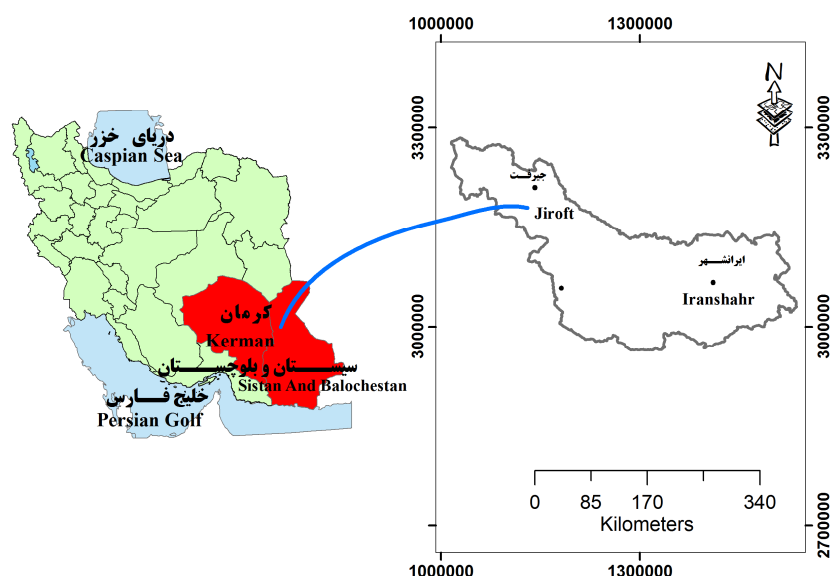 دریای خزر
Caspian Sea
کرمان
Kerman
سیستان و بلوچستان
Sistan And Balochestan
خلیج فارس
Persian Golf
1000000 1300000
3300000 3300000
N
جیرفت
Jiroft
ایرانشهر
Iranshahr
3000000 3000000
0 85 170 340
Kilometers
2700000
1000000 1300000